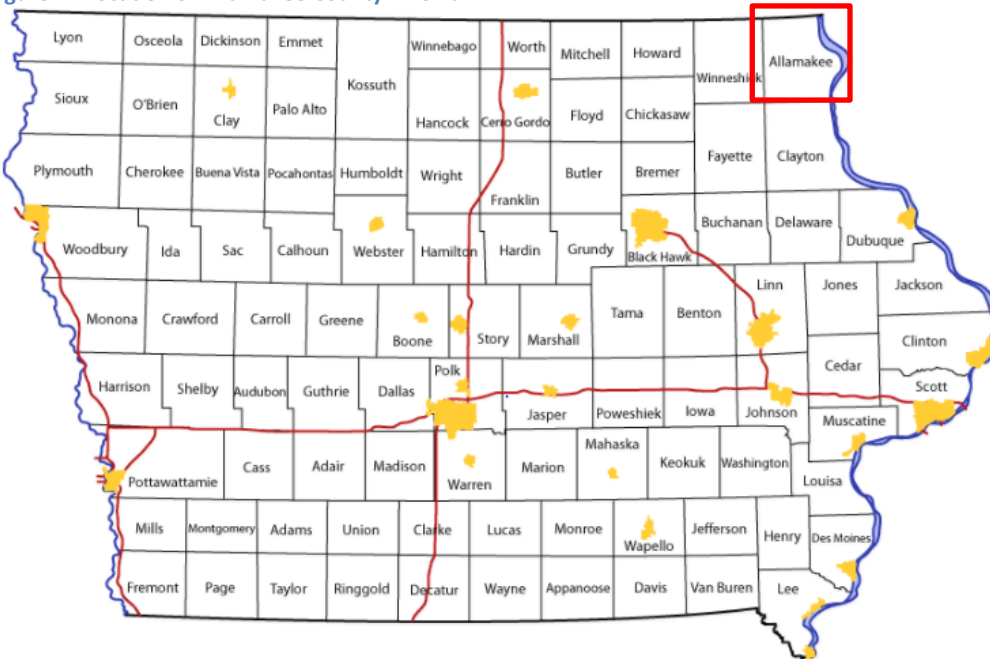 Lyon
Osceola
Dickinson
Emmet
Winnebago
Worth
Mitchell
Howard
Winneshiek
Allamakee
Kossuth
Sioux
O'Brien
Clay
Palo Alto
Hancock
Cerro Gordo
Floyd
Chickasaw
Plymouth
Cherokee
Buena Vista
Pocahontas
Humboldt
Wright
Franklin
Butler
Bremer
Fayette
Clayton
Woodbury
Ida
Sac
Calhoun
Webster
Hamilton
Hardin
Grundy
Black Hawk
Buchanan
Delaware
Dubuque
Monona
Crawford
Carroll
Greene
Boone
Story
Marshall
Tama
Benton
Linn
Jones
Jackson
Clinton
Cedar
Scott
Harrison
Shelby
Audubon
Guthrie
Dallas
Polk
Jasper
Poweshiek
Iowa
Johnson
Muscatine
Pottawattamie
Cass
Adair
Madison
Warren
Marion
Mahaska
Keokuk
Washington
Louisa
Mills
Montgomery
Adams
Union
Clarke
Lucas
Monroe
Wapello
Jefferson
Henry
Des Moines
Fremont
Page
Taylor
Ringgold
Decatur
Wayne
Appanoose
Davis
Van Buren
Lee